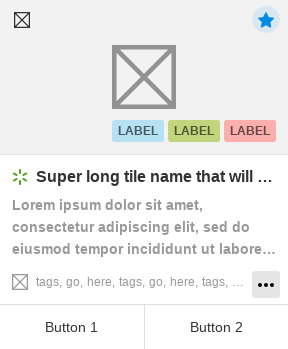 LABEL LABEL LABEL
Super long tile name that will ...
Lorem ipsum dolor sit amet,
consectetur adipiscing elit, sed do
eiusmod tempor incididunt ut labore...
tags, go, here, tags, go, here, tags, ...
Button 1 Button 2